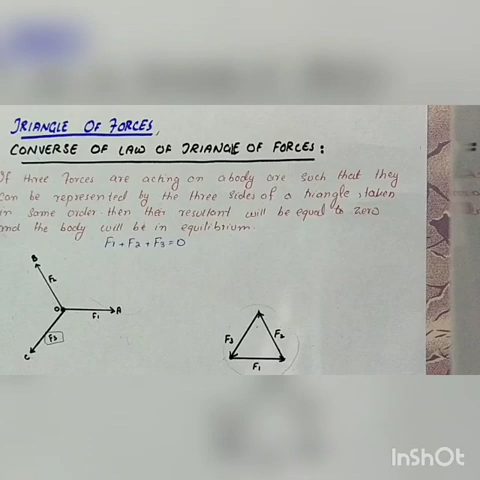 TRIANGLE OF FORCES,
CONVERSE OF LAW OF TRIANGLE OF FORCES:
If three Forces are acting on a body are such that they
can be represented by the three sides of a triangle, taken
in same order. then their resultant will be equal to zero
and the body will be in equilibrium.
F1 + F2 + F3 = 0
B
F2
O
F1
A
F3
C
F3
F2
F1
InShOt